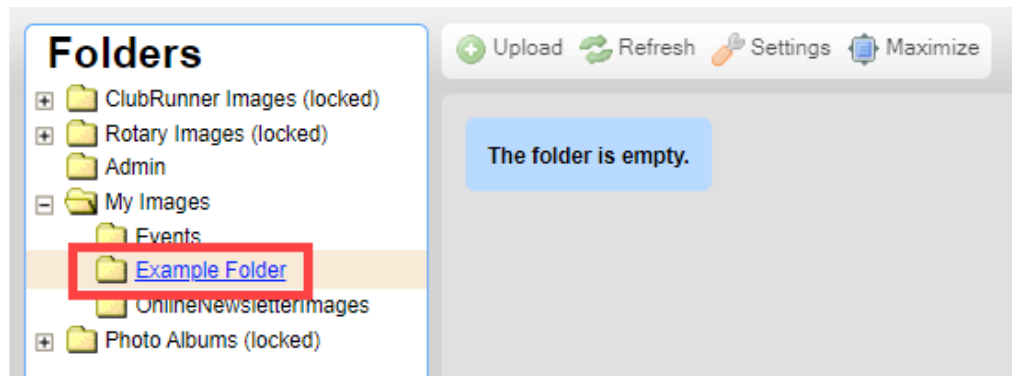 Folders
ClubRunner Images (locked)
Rotary Images (locked)
Admin
My Images
Events
Example Folder
OnlineNewsletterImages
Photo Albums (locked)
Upload Refresh Settings Maximize
The folder is empty.